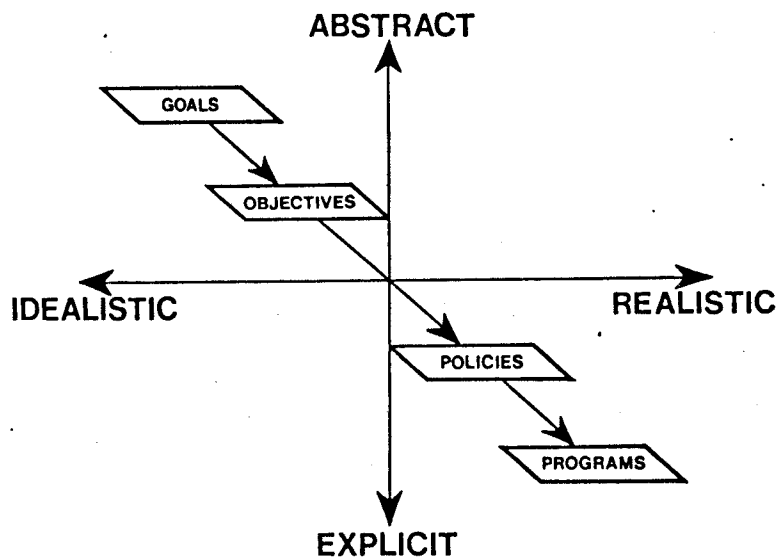 ABSTRACT
GOALS
OBJECTIVES
IDEALISTIC
REALISTIC
POLICIES
PROGRAMS
EXPLICIT